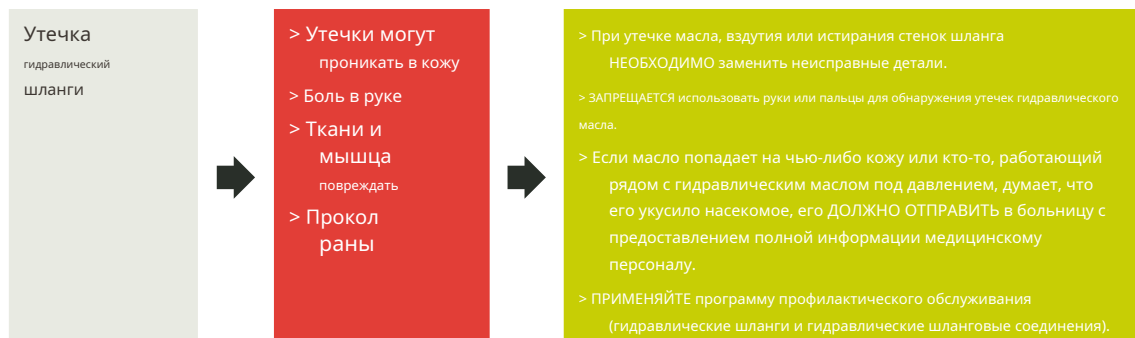 Утечка
гидравлический
шланги
> Утечки могут
проникать в кожу
> Боль в руке
> Ткани и
мышца
повреждать
> Прокол
раны
> При утечке масла, вздутия или истирания стенок шланга
НЕОБХОДИМО заменить неисправные детали.
> ЗАПРЕЩАЕТСЯ использовать руки или пальцы для обнаружения утечек гидравлического
масла.
> Если масло попадает на чью-либо кожу или кто-то, работающий
рядом с гидравлическим маслом под давлением, думает, что
его укусило насекомое, его ДОЛЖНО ОТПРАВИТЬ в больницу с
предоставлением полной информации медицинскому
персоналу.
> ПРИМЕНЯЙТЕ программу профилактического обслуживания
(гидравлические шланги и гидравлические шланговые соединения).